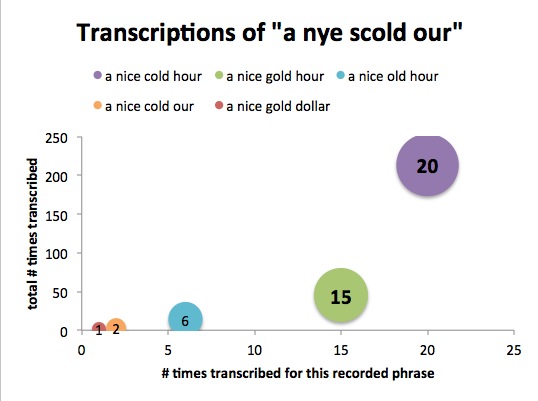 Transcriptions of "a nye scold our"
a nice cold hour a nice gold hour a nice old hour
a nice cold our a nice gold dollar
total # times transcribed
250
200
150
100
50
0
20
15
6
2
1
0 5 10 15 20 25
# times transcribed for this recorded phrase